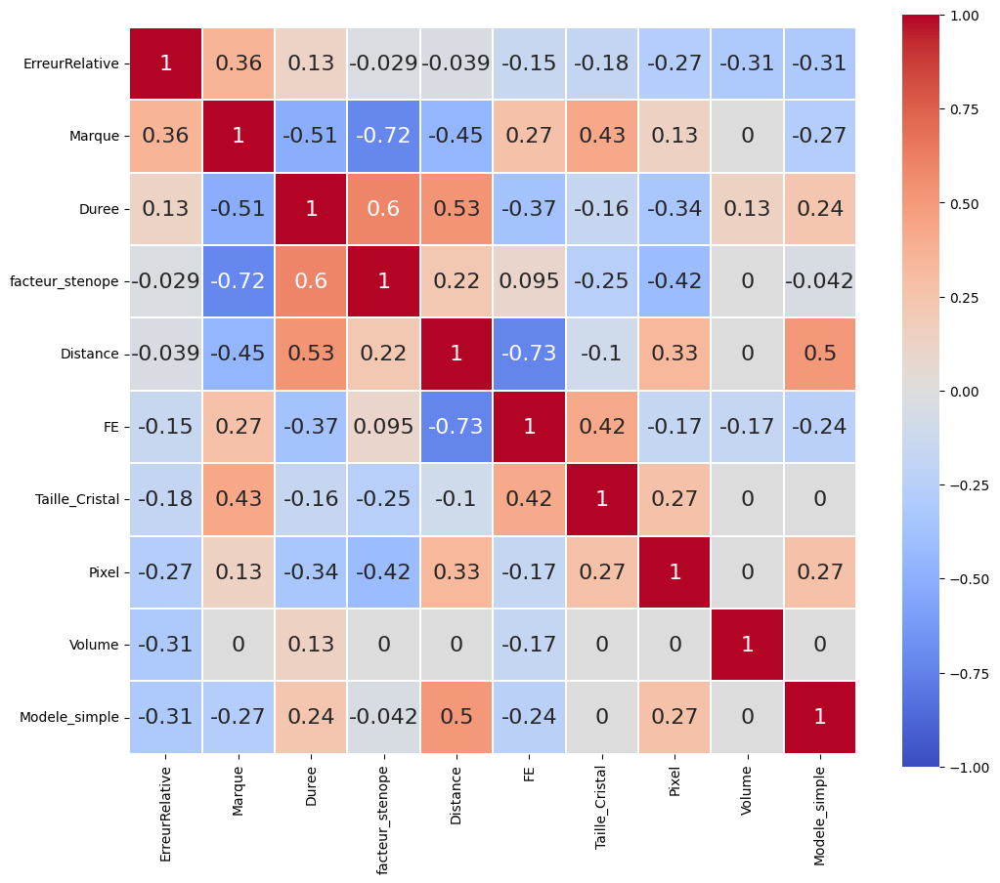 ErreurRelative 1 0.36 0.13 -0.029 -0.039 -0.15 -0.18 -0.27 -0.31 -0.31
Marque 0.36 1 -0.51 -0.72 -0.45 0.27 0.43 0.13 0 -0.27
Duree 0.13 -0.51 1 0.6 0.53 -0.37 -0.16 -0.34 0.13 0.24
facteur_stenope -0.029 -0.72 0.6 1 0.22 0.095 -0.25 -0.42 0 -0.042
Distance -0.039 -0.45 0.53 0.22 1 -0.73 -0.1 0.33 0 0.5
FE -0.15 0.27 -0.37 0.095 -0.73 1 0.42 -0.17 -0.17 -0.24
Taille_Cristal -0.18 0.43 -0.16 -0.25 -0.1 0.42 1 0.27 0 0
Pixel -0.27 0.13 -0.34 -0.42 0.33 -0.17 0.27 1 0 0.27
Volume -0.31 0 0.13 0 0 -0.17 0 0 1 0
Modele_simple -0.31 -0.27 0.24 -0.042 0.5 -0.24 0 0.27 0 1
ErreurRelative
Marque
Duree
facteur_stenope
Distance
FE
Taille_Cristal
Pixel
Volume
Modele_simple
1.00
0.75
0.50
0.25
0.00
−0.25
−0.50
−0.75
−1.00